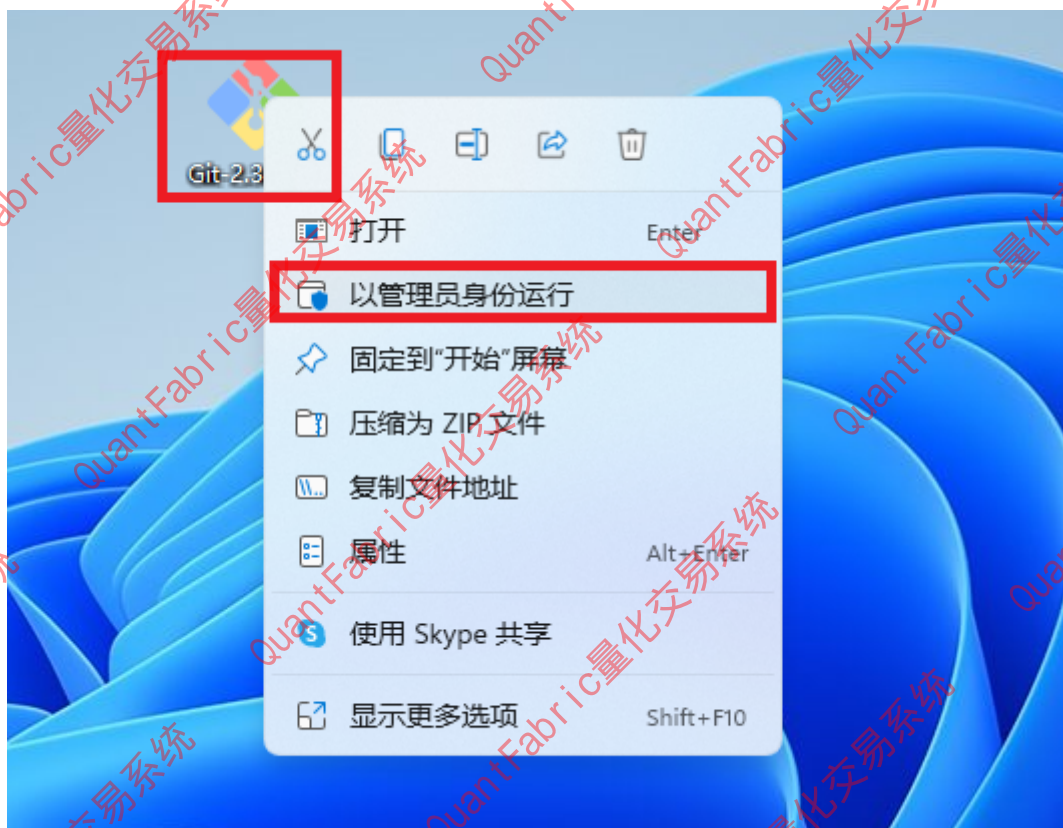 Git-2.3
打开 Enter
以管理员身份运行
固定到“开始”屏幕
压缩为 ZIP 文件
复制文件地址
属性 Alt+Enter
使用 Skype 共享
显示更多选项 Shift+F10
QuantFabric量化交易系统